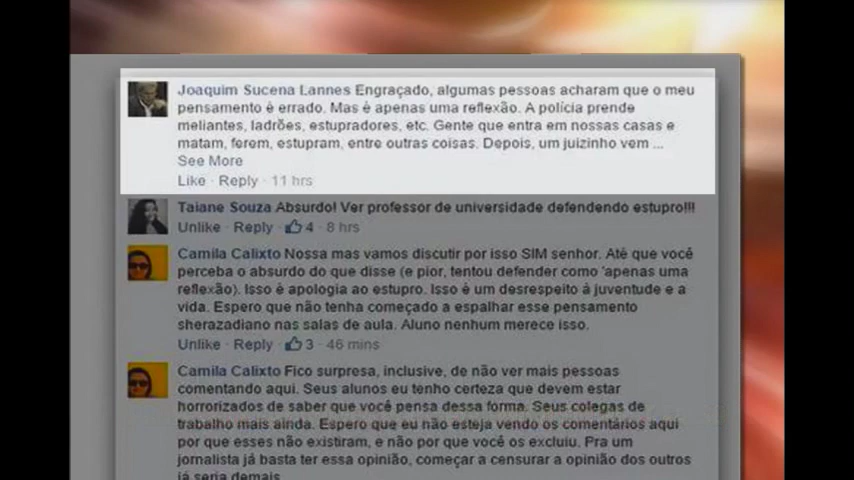 Joaquim Sucena Lannes Engraçado, algumas pessoas acharam que o meu
pensamento é errado. Mas é apenas uma reflexão. A polícia prende
meliantes, ladrões, estupradores, etc. Gente que entra em nossas casas e
matam, ferem, estupram, entre outras coisas. Depois, um juizinho vem ...
See More
Like · Reply · 11 hrs
Taiane Souza Absurdo! Ver professor de universidade defendendo estupro!!!
Unlike · Reply · 4 · 8 hrs
Camila Calixto Nossa mas vamos discutir por isso SIM senhor. Até que você
perceba o absurdo do que disse (e pior, tentou defender como 'apenas uma
reflexão). Isso é apologia ao estupro. Isso é um desrespeito á juventude e a
vida. Espero que não tenha começado a espalhar esse pensamento
sherazadiano nas salas de aula. Aluno nenhum merece isso.
Unlike · Reply · 3 · 46 mins
Camila Calixto Fico surpresa, inclusive, de não ver mais pessoas
comentando aqui. Seus alunos eu tenho certeza que devem estar
horrorizados de saber que você pensa dessa forma. Seus colegas de
trabalho mais ainda. Espero que eu não esteja vendo os comentários aqui
por que esses não existiram, e não por que você os excluiu. Pra um
jornalista já basta ter essa opinião, começar a censurar a opinião dos outros
já seria demais